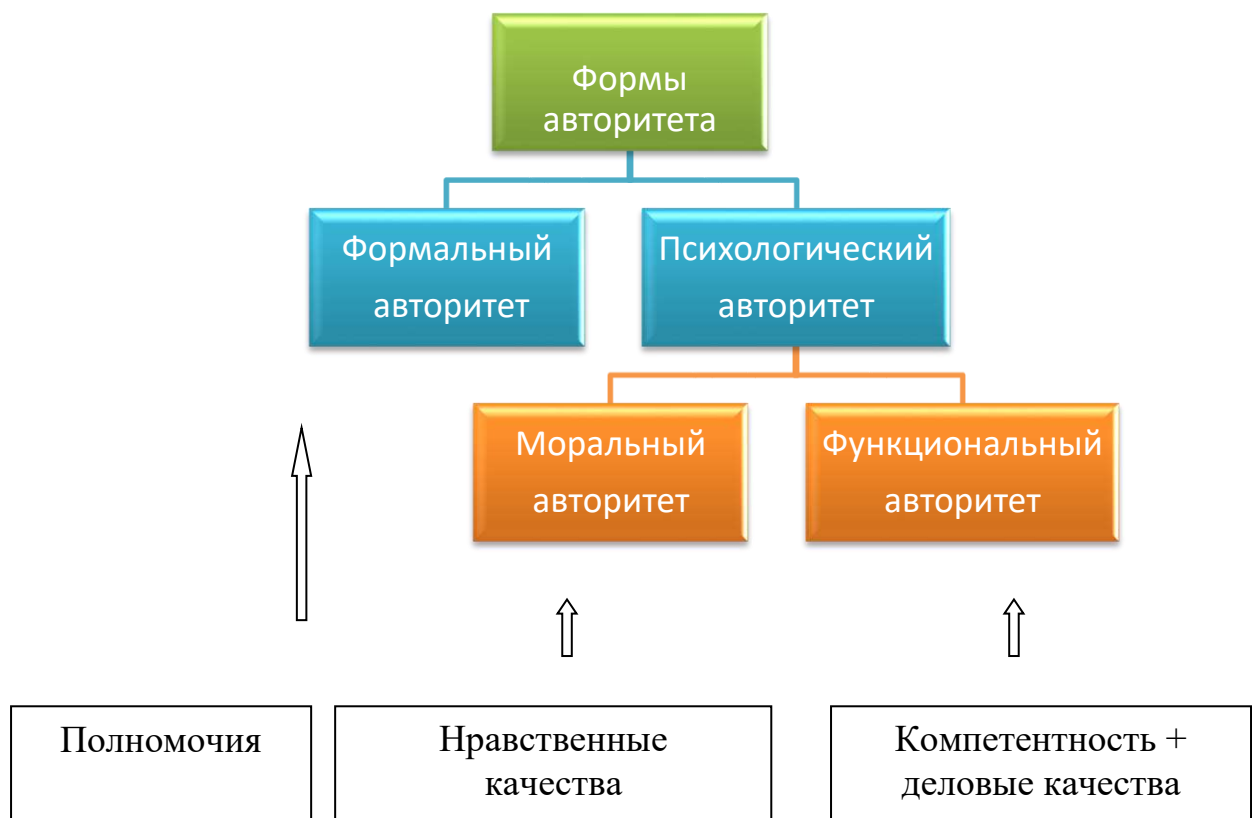 Формы
авторитета
Формальный
авторитет
Психологический
авторитет
Моральный
авторитет
Функциональный
авторитет
Полномочия
Нравственные
качества
Компетентность +
деловые качества